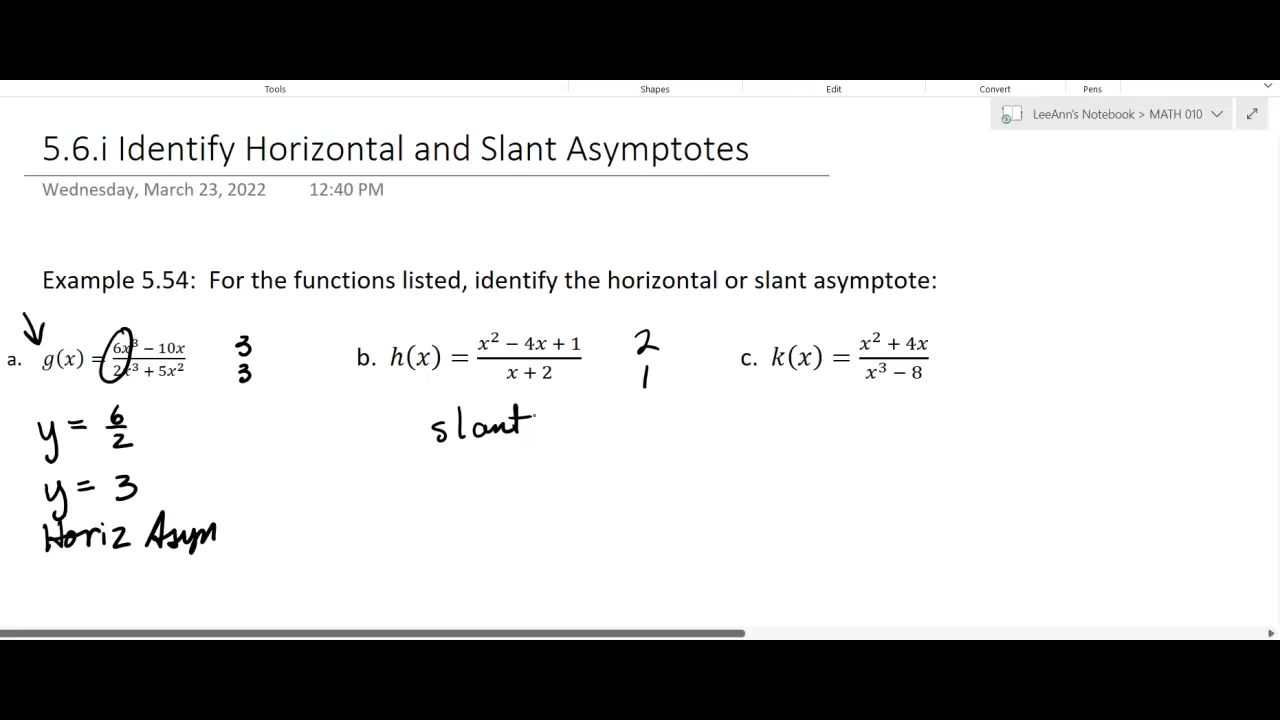 Tools Shapes Edit Convert Pens
LeeAnn's Notebook > MATH 010
5.6.i Identify Horizontal and Slant Asymptotes
Wednesday, March 23, 2022 12:40 PM
Example 5.54: For the functions listed, identify the horizontal or slant asymptote:
a. g(x) = (6x³ − 10x)/(2x³ + 5x²) 3/3
b. h(x) = (x² − 4x + 1)/(x + 2) 2/1
c. k(x) = (x² + 4x)/(x³ − 8)
y = 6/2
y = 3
Horiz Asym
slant